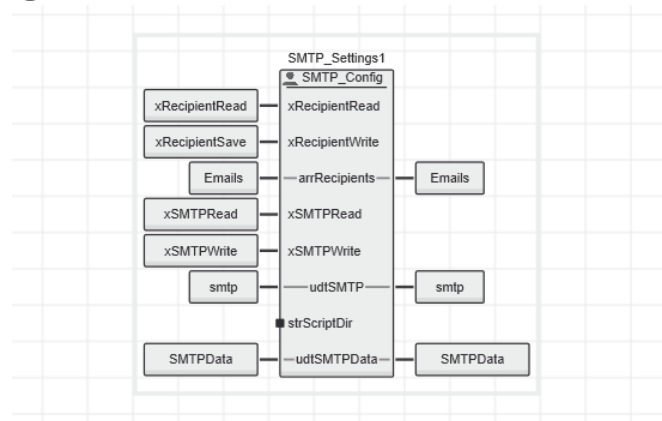 SMTP_Settings1
SMTP_Config
xRecipientRead xRecipientRead
xRecipientSave xRecipientWrite
Emails arrRecipients Emails
xSMTPRead xSMTPRead
xSMTPWrite xSMTPWrite
smtp udtSMTP smtp
strScriptDir
SMTPData udtSMTPData SMTPData